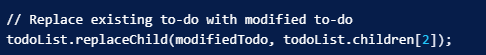 // Replace existing to-do with modified to-do
todoList.replaceChild(modifiedTodo, todoList.children[2]);